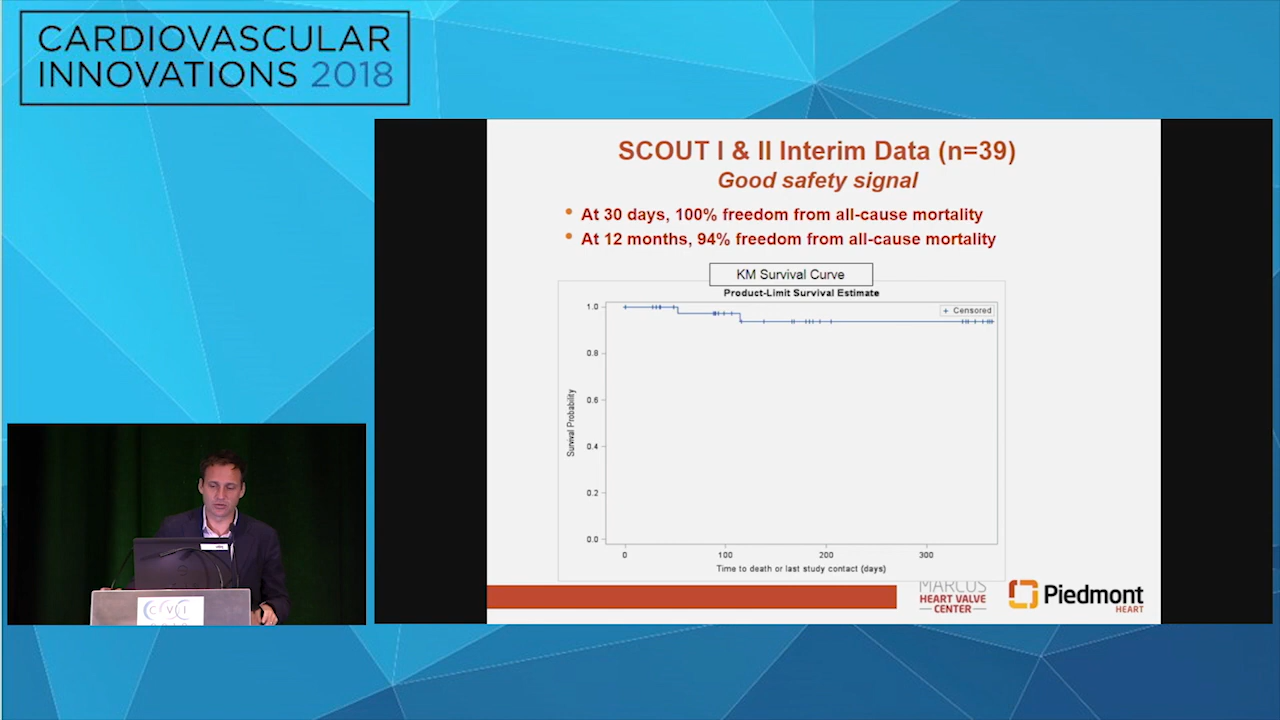 CARDIOVASCULAR
INNOVATIONS 2018
SCOUT I & II Interim Data (n=39)
Good safety signal
• At 30 days, 100% freedom from all-cause mortality
• At 12 months, 94% freedom from all-cause mortality
KM Survival Curve
Product-Limit Survival Estimate
+ Censored
1.0
0.8
0.6
0.4
0.2
0.0
Survival Probability
0 100 200 300
Time to death or last study contact (days)
MARCUS
HEART VALVE
CENTER
Piedmont
HEART
CVI